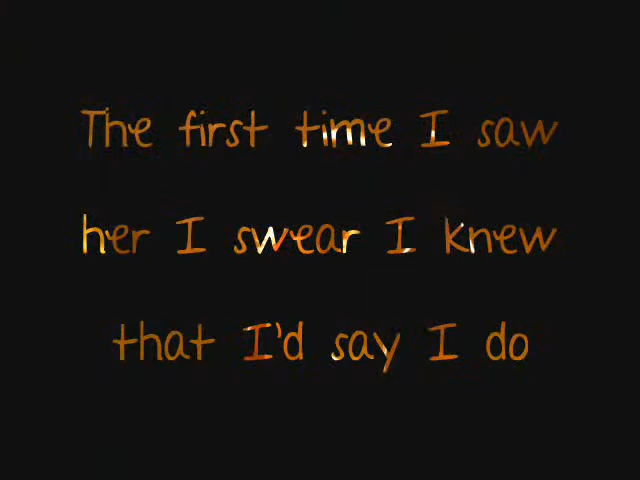 The first time I saw
her I swear I knew
that I'd say I do